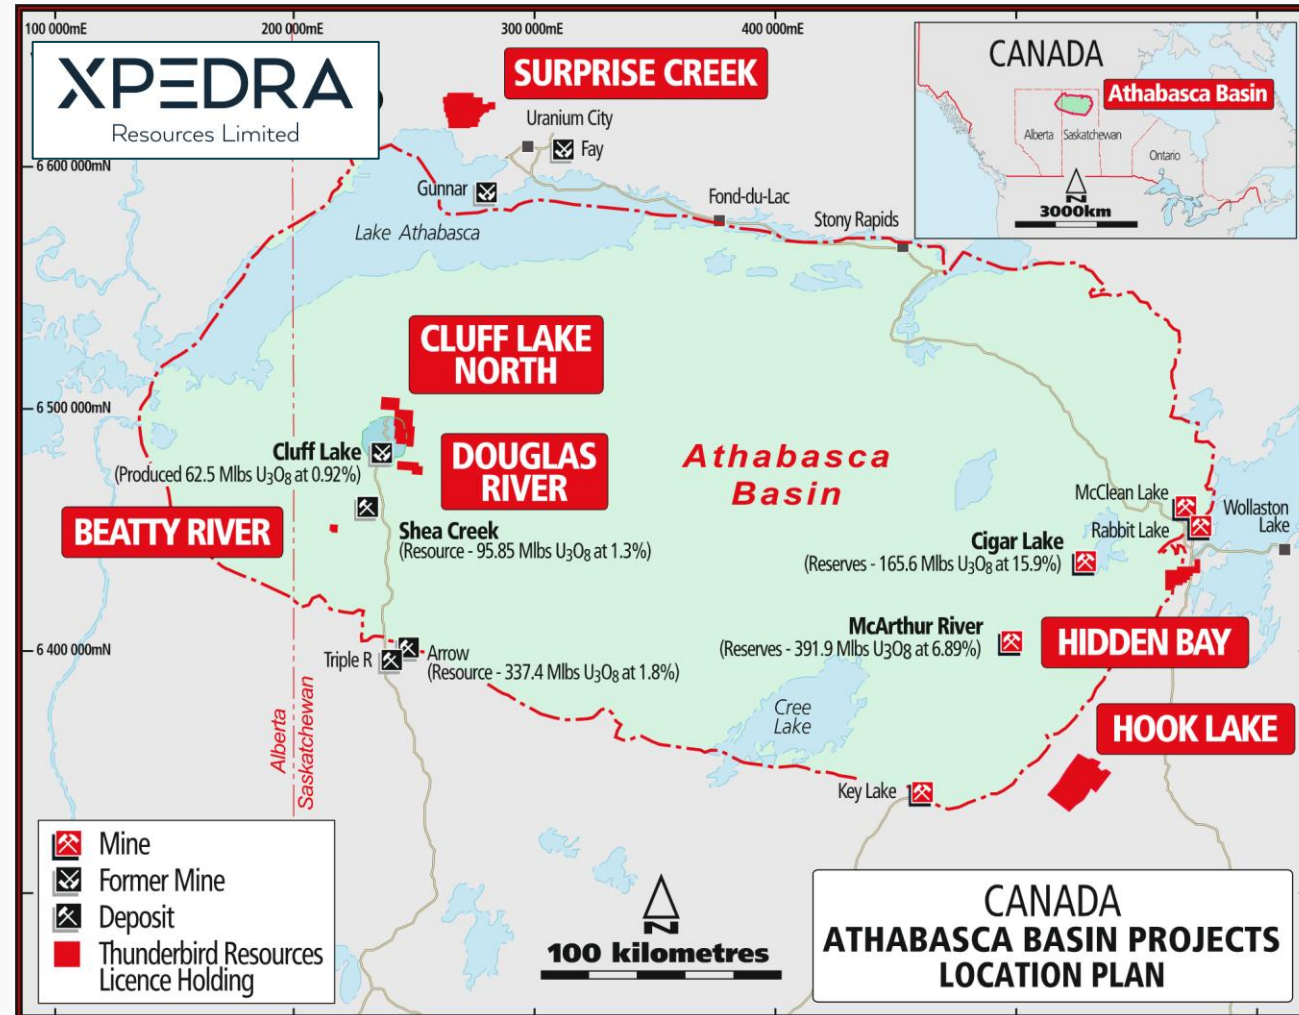 100 000mE
200 000mE
300 000mE
400 000mE
XPEDRA
Resources Limited
SURPRISE CREEK
CANADA
Athabasca Basin
Alberta
Saskatchewan
Ontario
N
3000km
Uranium City
Fay
6 600 000mN
Gunnar
Fond-du-Lac
Stony Rapids
Lake Athabasca
CLUFF LAKE
NORTH
6 500 000mN
Cluff Lake
(Produced 62.5 Mlbs U₃O₈ at 0.92%)
DOUGLAS
RIVER
Athabasca
Basin
BEATTY RIVER
Shea Creek
(Resource - 95.85 Mlbs U₃O₈ at 1.3%)
McClean Lake
Rabbit Lake
Wollaston
Lake
Cigar Lake
(Reserves - 165.6 Mlbs U₃O₈ at 15.9%)
McArthur River
(Reserves - 391.9 Mlbs U₃O₈ at 6.89%)
HIDDEN BAY
6 400 000mN
Triple R
Arrow
(Resource - 337.4 Mlbs U₃O₈ at 1.8%)
Cree
Lake
HOOK LAKE
Alberta
Saskatchewan
Key Lake
Mine
Former Mine
Deposit
Thunderbird Resources
Licence Holding
N
100 kilometres
CANADA
ATHABASCA BASIN PROJECTS
LOCATION PLAN